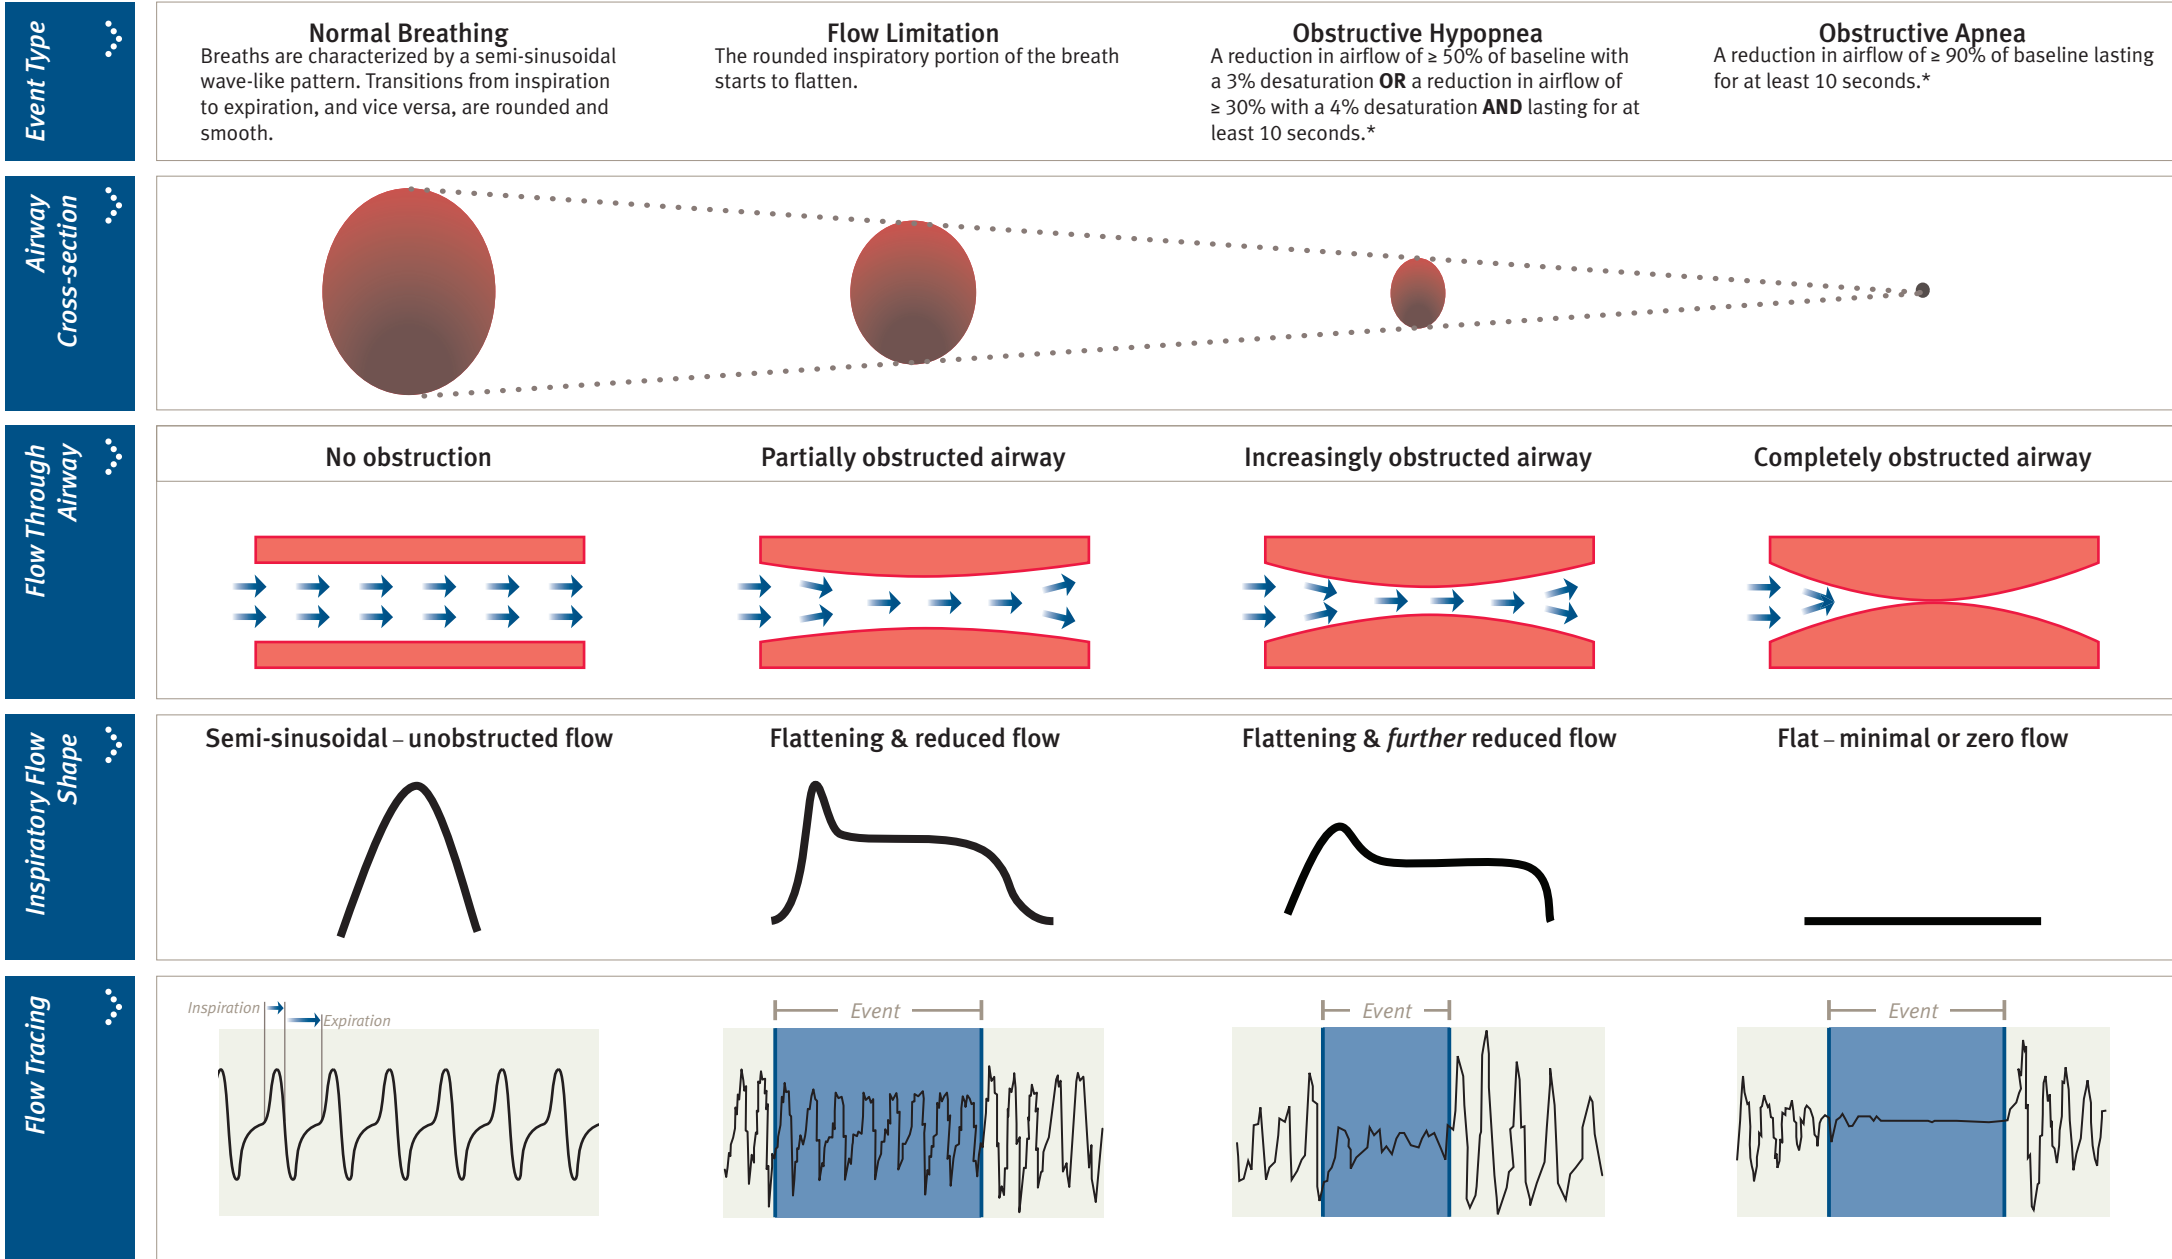 Event Type
Normal Breathing
Breaths are characterized by a semi-sinusoidal
wave-like pattern. Transitions from inspiration
to expiration, and vice versa, are rounded and
smooth.
Flow Limitation
The rounded inspiratory portion of the breath
starts to flatten.
Obstructive Hypopnea
A reduction in airflow of ≥ 50% of baseline with
a 3% desaturation OR a reduction in airflow of
≥ 30% with a 4% desaturation AND lasting for at
least 10 seconds.*
Obstructive Apnea
A reduction in airflow of ≥ 90% of baseline lasting
for at least 10 seconds.*
Airway
Cross-section
Flow Through
Airway
No obstruction
Partially obstructed airway
Increasingly obstructed airway
Completely obstructed airway
Inspiratory Flow
Shape
Semi-sinusoidal – unobstructed flow
Flattening & reduced flow
Flattening & further reduced flow
Flat – minimal or zero flow
Flow Tracing
Inspiration
Expiration
Event
Event
Event